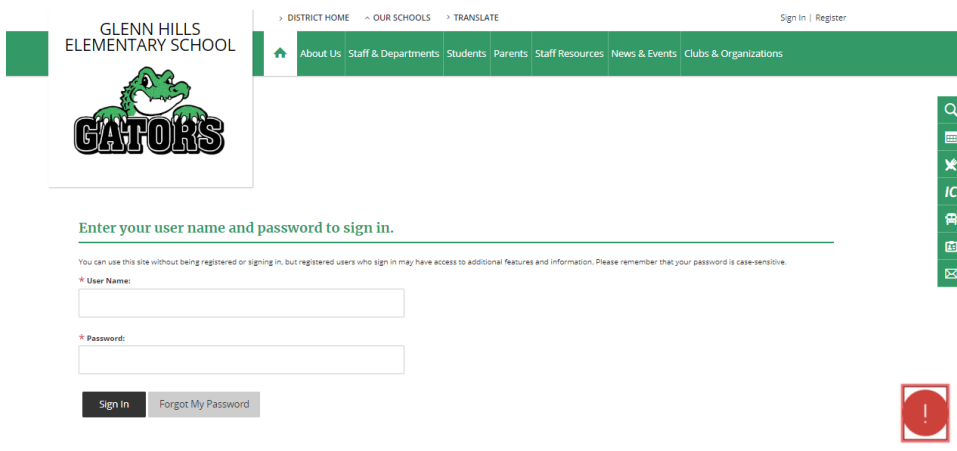 GLENN HILLS
ELEMENTARY SCHOOL
GATORS
DISTRICT HOME OUR SCHOOLS TRANSLATE
Sign In | Register
About Us Staff & Departments Students Parents Staff Resources News & Events Clubs & Organizations
IC
Enter your user name and password to sign in.
You can use this site without being registered or signing in, but registered users who sign in may have access to additional features and information. Please remember that your password is case-sensitive.
* User Name:
* Password:
Sign In Forgot My Password
!